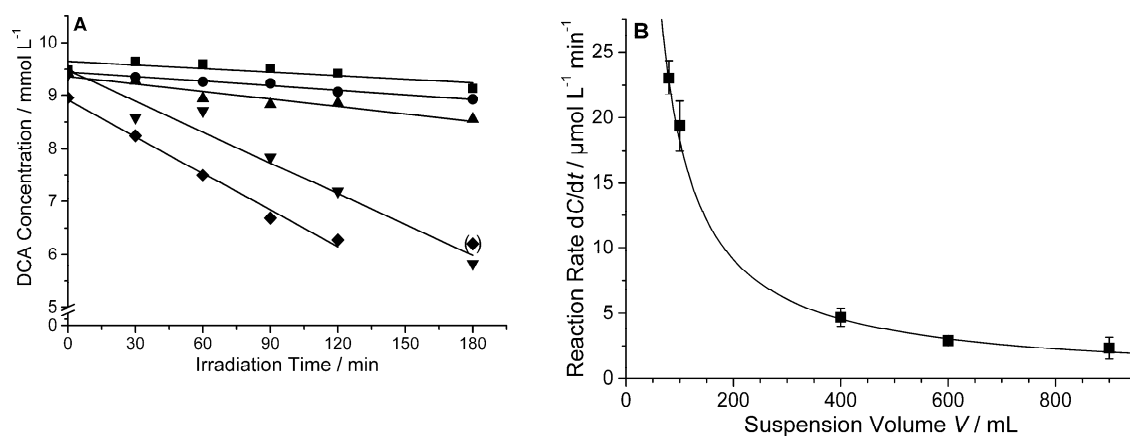 A
DCA Concentration / mmol L⁻¹
10
9
8
7
6
5
0
0 30 60 90 120 150 180
Irradiation Time / min
B
Reaction Rate dC/dt / µmol L⁻¹ min⁻¹
25
20
15
10
5
0
0 200 400 600 800
Suspension Volume V / mL
( )